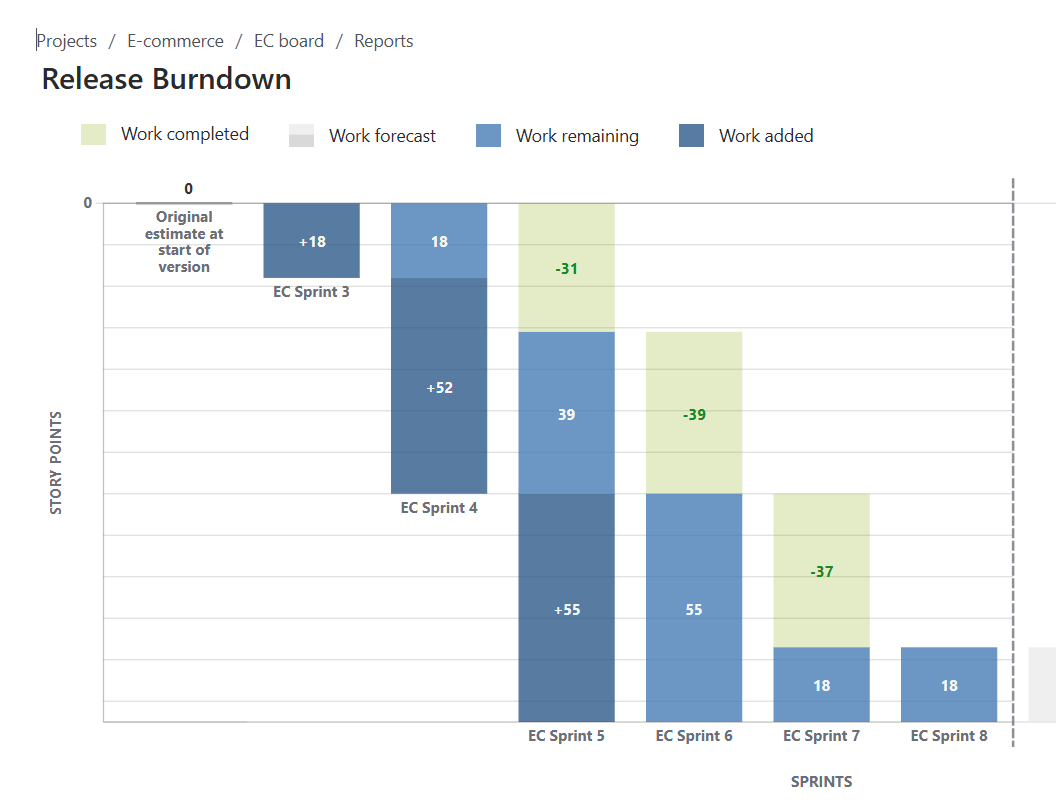 Projects / E-commerce / EC board / Reports
Release Burndown
Work completed
Work forecast
Work remaining
Work added
0
0
Original
estimate at
start of
version
+18
EC Sprint 3
18
+52
EC Sprint 4
-31
39
+55
EC Sprint 5
-39
55
EC Sprint 6
-37
18
EC Sprint 7
18
EC Sprint 8
STORY POINTS
SPRINTS